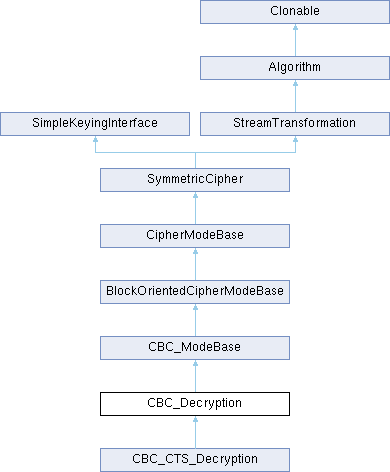 Clonable
Algorithm
SimpleKeyingInterface
StreamTransformation
SymmetricCipher
CipherModeBase
BlockOrientedCipherModeBase
CBC_ModeBase
CBC_Decryption
CBC_CTS_Decryption